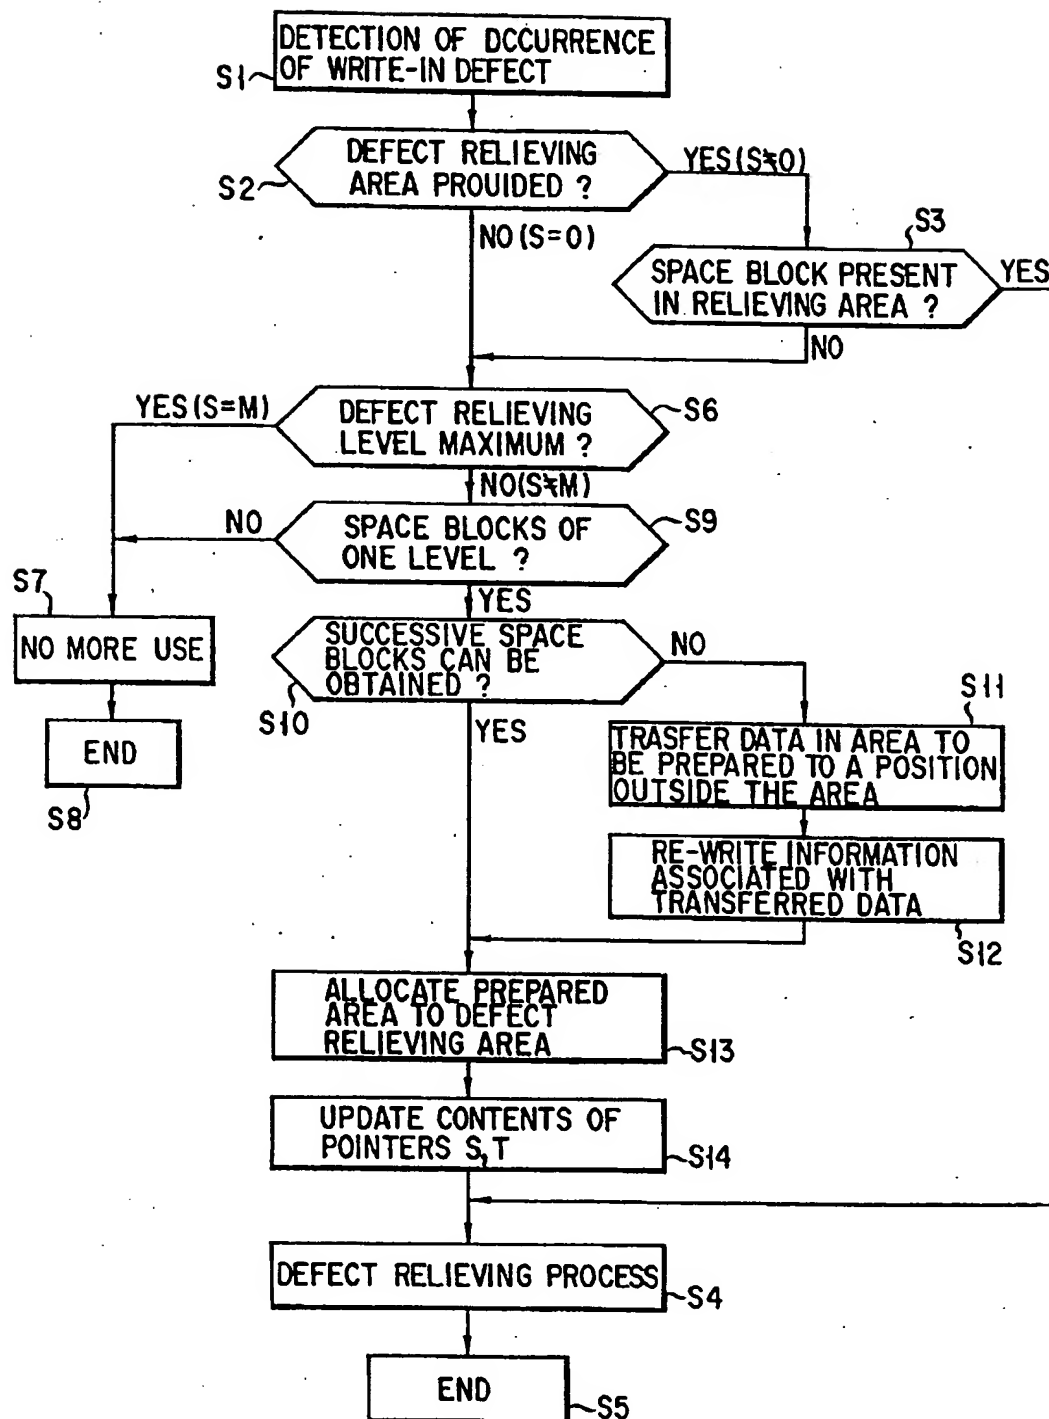 DETECTION OF DCCURRENCE
OF WRITE-IN DEFECT
S1
DEFECT RELIEVING
AREA PROUIDED ?
S2
YES(S≠0)
NO(S=0)
S3
SPACE BLOCK PRESENT
IN RELIEVING AREA ?
YES
NO
YES(S=M)
DEFECT RELIEVING
LEVEL MAXIMUM ?
S6
NO(S≠M)
NO
SPACE BLOCKS OF
ONE LEVEL ?
S9
S7
YES
NO MORE USE
SUCCESSIVE SPACE
BLOCKS CAN BE
OBTAINED ?
NO
S10
YES
S11
END
S8
TRASFER DATA IN AREA TO
BE PREPARED TO A POSITION
OUTSIDE THE AREA
RE-WRITE INFORMATION
ASSOCIATED WITH
TRANSFERRED DATA
S12
ALLOCATE PREPARED
AREA TO DEFECT
RELIEVING AREA
S13
UPDATE CONTENTS OF
POINTERS S,T
S14
DEFECT RELIEVING PROCESS
S4
END
S5